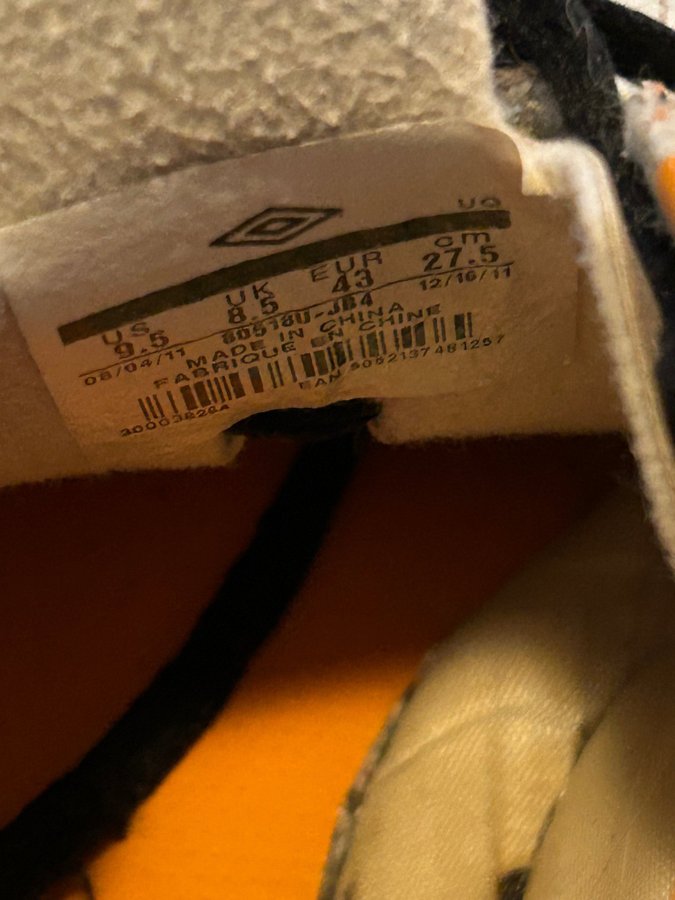 UQ
US UK EUR cm
9.5 8.5 43 27.5
08/04/11 80518U-JB4 12/16/11
MADE IN CHINA
FABRIQUE EN CHINE
EAN 5052137481257